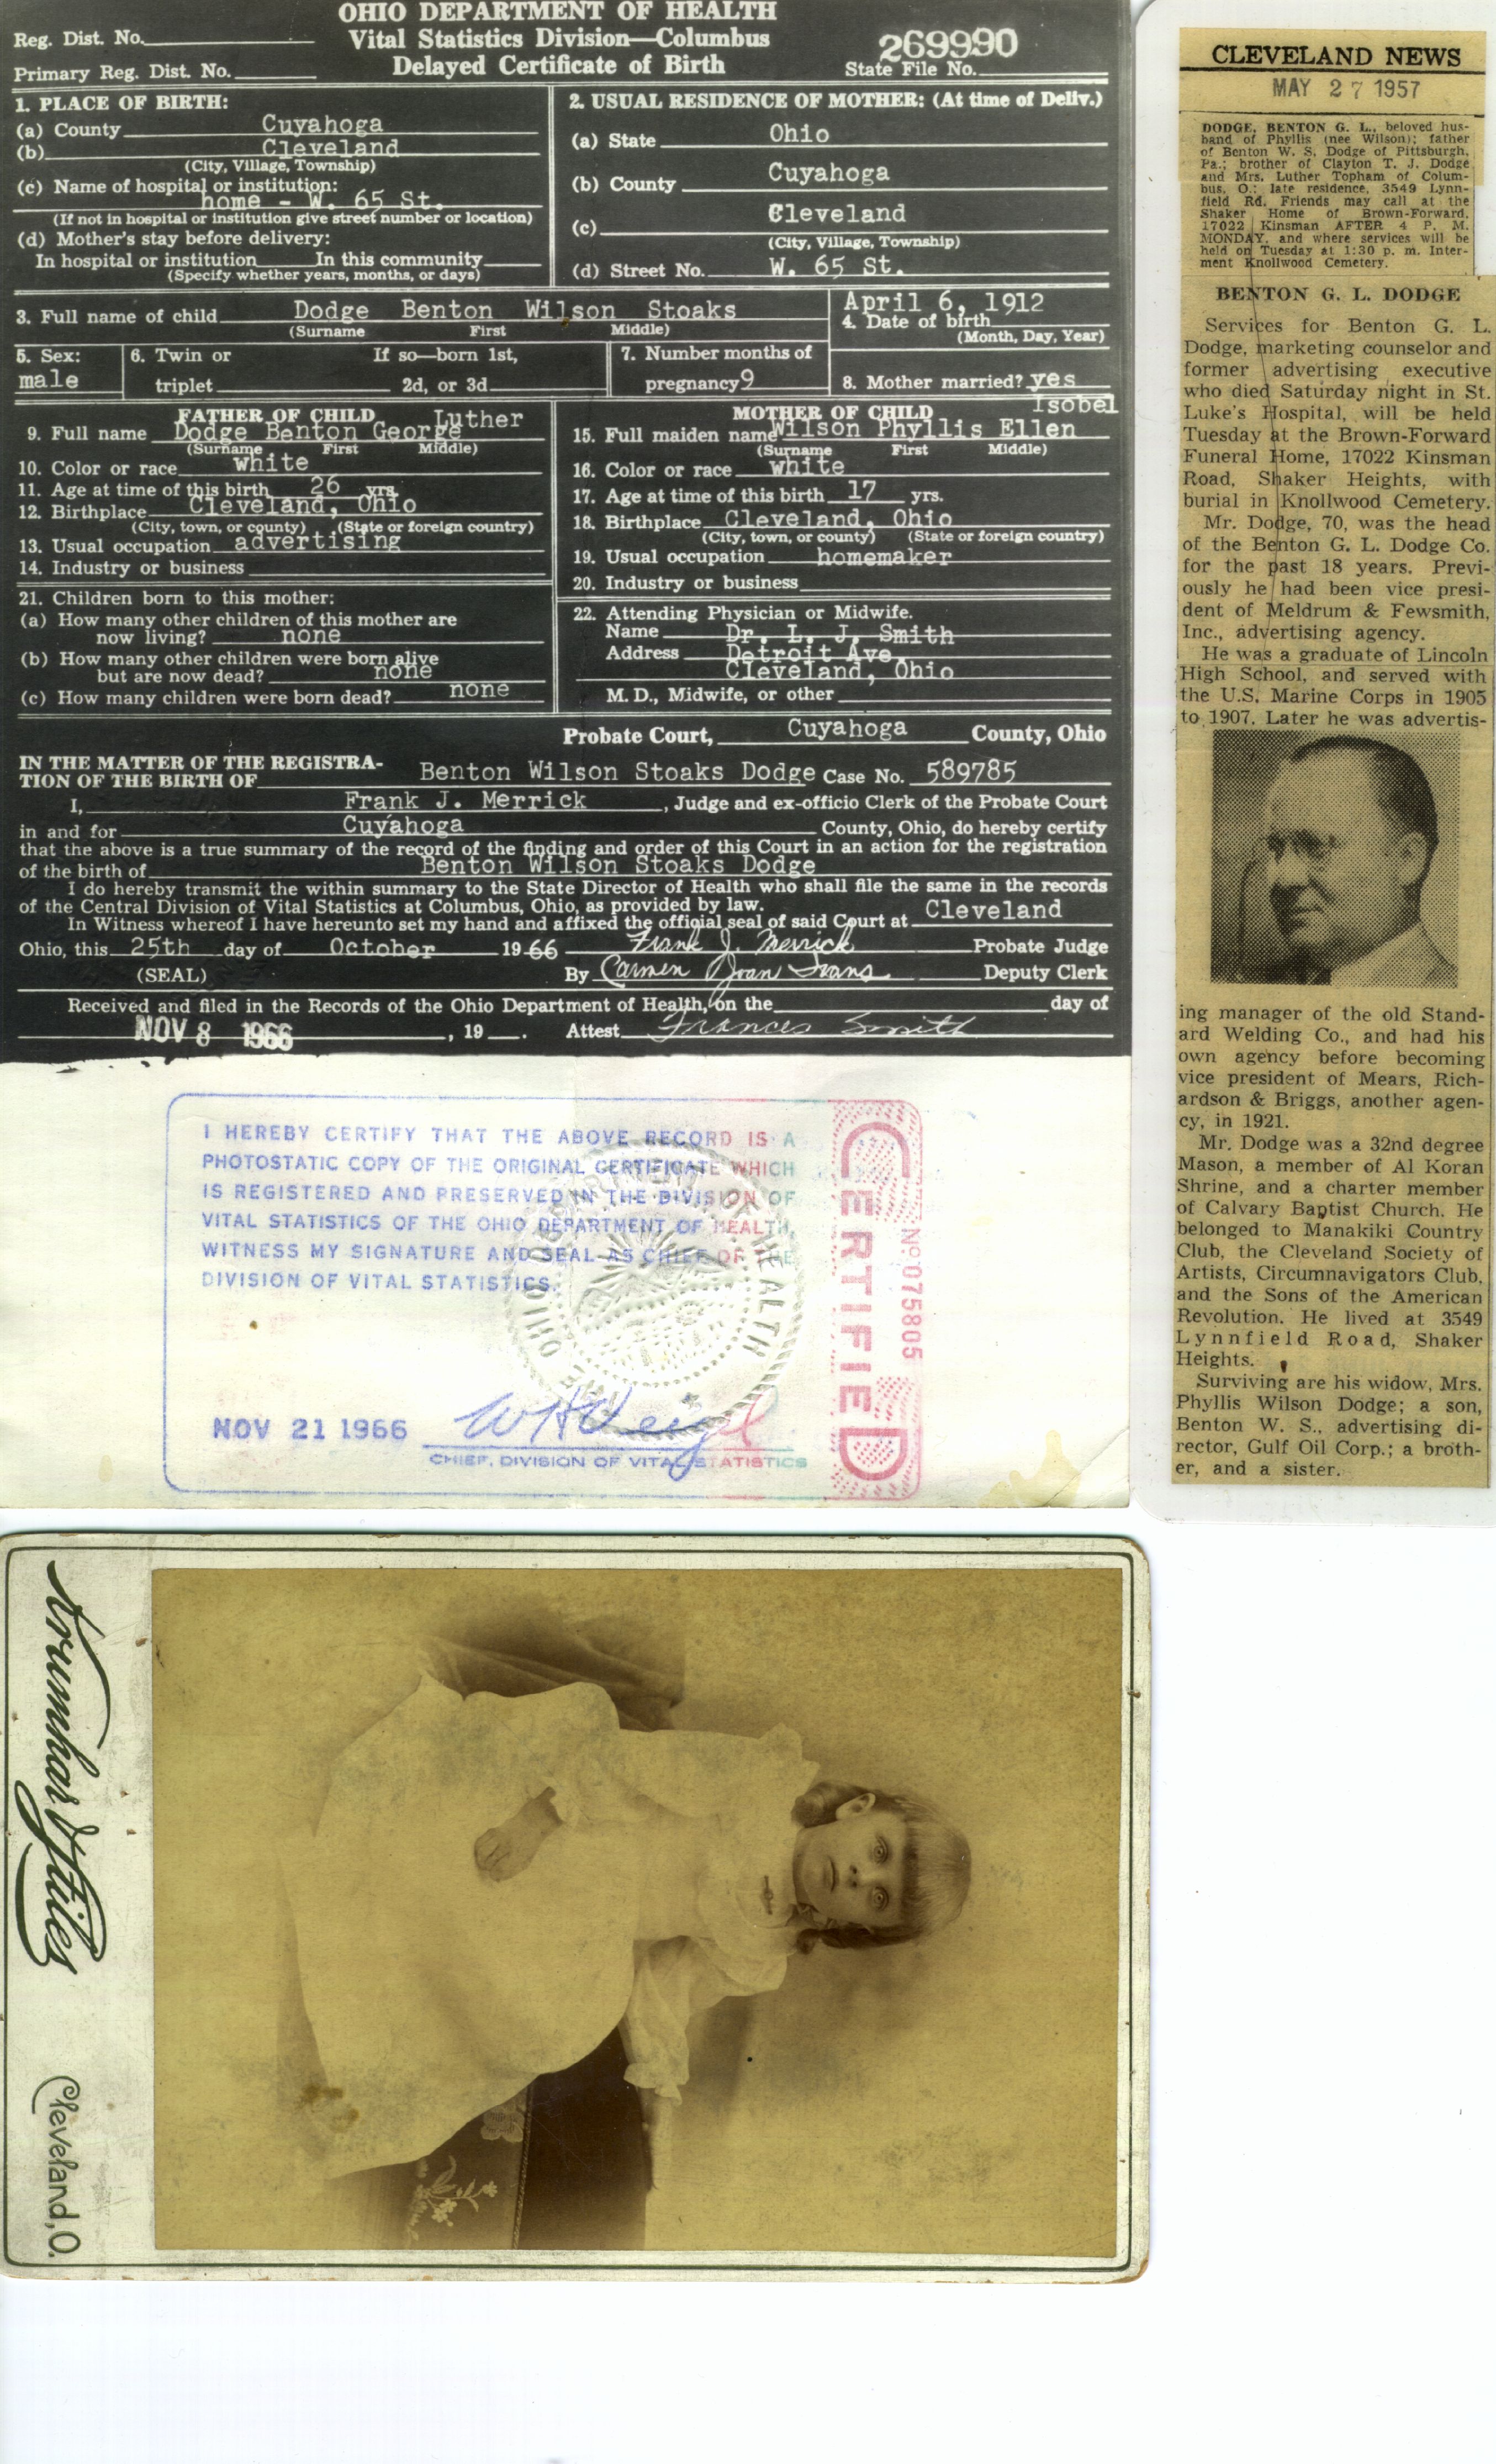 OHIO DEPARTMENT OF HEALTH
Reg. Dist. No.
Vital Statistics Division—Columbus
269990
Primary Reg. Dist. No.
Delayed Certificate of Birth
State File No.
1. PLACE OF BIRTH:
(a) County Cuyahoga
(b) Cleveland
(City, Village, Township)
(c) Name of hospital or institution:
home - W. 65 St.
(If not in hospital or institution give street number or location)
(d) Mother's stay before delivery:
In hospital or institution In this community
(Specify whether years, months, or days)
2. USUAL RESIDENCE OF MOTHER: (At time of Deliv.)
(a) State Ohio
(b) County Cuyahoga
(c) Cleveland
(City, Village, Township)
(d) Street No. W. 65 St.
3. Full name of child Dodge Benton Wilson Stoaks
(Surname First Middle)
April 6, 1912
4. Date of birth
(Month, Day, Year)
5. Sex:
male
6. Twin or If so—born 1st,
triplet 2d, or 3d
7. Number months of
pregnancy 9
8. Mother married? yes
FATHER OF CHILD Luther
9. Full name Dodge Benton George
(Surname First Middle)
10. Color or race white
11. Age at time of this birth 26 yrs.
12. Birthplace Cleveland, Ohio
(City, town, or county) (State or foreign country)
13. Usual occupation advertising
14. Industry or business
MOTHER OF CHILD Isobel
15. Full maiden name Wilson Phyllis Ellen
(Surname First Middle)
16. Color or race white
17. Age at time of this birth 17 yrs.
18. Birthplace Cleveland, Ohio
(City, town, or county) (State or foreign country)
19. Usual occupation homemaker
20. Industry or business
21. Children born to this mother:
(a) How many other children of this mother are
now living? none
(b) How many other children were born alive
but are now dead? none
(c) How many children were born dead? none
22. Attending Physician or Midwife.
Name Dr. L. J. Smith
Address Detroit Ave.
Cleveland, Ohio
M. D., Midwife, or other
Probate Court, Cuyahoga County, Ohio
IN THE MATTER OF THE REGISTRA-
TION OF THE BIRTH OF Benton Wilson Stoaks Dodge Case No. 589785
I, Frank J. Merrick, Judge and ex-officio Clerk of the Probate Court
in and for Cuyahoga County, Ohio, do hereby certify
that the above is a true summary of the record of the finding and order of this Court in an action for the registration
of the birth of Benton Wilson Stoaks Dodge
I do hereby transmit the within summary to the State Director of Health who shall file the same in the records
of the Central Division of Vital Statistics at Columbus, Ohio, as provided by law.
In Witness whereof I have hereunto set my hand and affixed the official seal of said Court at Cleveland
Ohio, this 25th day of October 1966 Frank J. Merrick Probate Judge
(SEAL) By Carmen Joan Ivans Deputy Clerk
Received and filed in the Records of the Ohio Department of Health, on the day of
NOV 8 1966, 19 . Attest Frances Smith
I HEREBY CERTIFY THAT THE ABOVE RECORD IS A
PHOTOSTATIC COPY OF THE ORIGINAL CERTIFICATE WHICH
IS REGISTERED AND PRESERVED IN THE DIVISION OF
VITAL STATISTICS OF THE OHIO DEPARTMENT OF HEALTH,
WITNESS MY SIGNATURE AND SEAL AS CHIEF OF THE
DIVISION OF VITAL STATISTICS.
NOV 21 1966
CHIEF, DIVISION OF VITAL STATISTICS
CERTIFIED
No 075805
CLEVELAND NEWS
MAY 27 1957
DODGE, BENTON G. L., beloved hus-
band of Phyllis (nee Wilson); father
of Benton W. S. Dodge of Pittsburgh,
Pa.; brother of Clayton T. J. Dodge
and Mrs. Luther Topham of Colum-
bus, O.; late residence, 3549 Lynn-
field Rd. Friends may call at the
Shaker Home of Brown-Forward,
17022 Kinsman AFTER 4 P. M.
MONDAY, and where services will be
held on Tuesday at 1:30 p. m. Inter-
ment Knollwood Cemetery.
BENTON G. L. DODGE
Services for Benton G. L.
Dodge, marketing counselor and
former advertising executive
who died Saturday night in St.
Luke's Hospital, will be held
Tuesday at the Brown-Forward
Funeral Home, 17022 Kinsman
Road, Shaker Heights, with
burial in Knollwood Cemetery.
Mr. Dodge, 70, was the head
of the Benton G. L. Dodge Co.
for the past 18 years. Previ-
ously he had been vice presi-
dent of Meldrum & Fewsmith,
Inc., advertising agency.
He was a graduate of Lincoln
High School, and served with
the U.S. Marine Corps in 1905
to 1907. Later he was advertis-
ing manager of the old Stand-
ard Welding Co., and had his
own agency before becoming
vice president of Mears, Rich-
ardson & Briggs, another agen-
cy, in 1921.
Mr. Dodge was a 32nd degree
Mason, a member of Al Koran
Shrine, and a charter member
of Calvary Baptist Church. He
belonged to Manakiki Country
Club, the Cleveland Society of
Artists, Circumnavigators Club,
and the Sons of the American
Revolution. He lived at 3549
Lynnfield Road, Shaker
Heights.
Surviving are his widow, Mrs.
Phyllis Wilson Dodge; a son,
Benton W. S., advertising di-
rector, Gulf Oil Corp.; a broth-
er, and a sister.
Krumhar & Stiles
Cleveland, O.